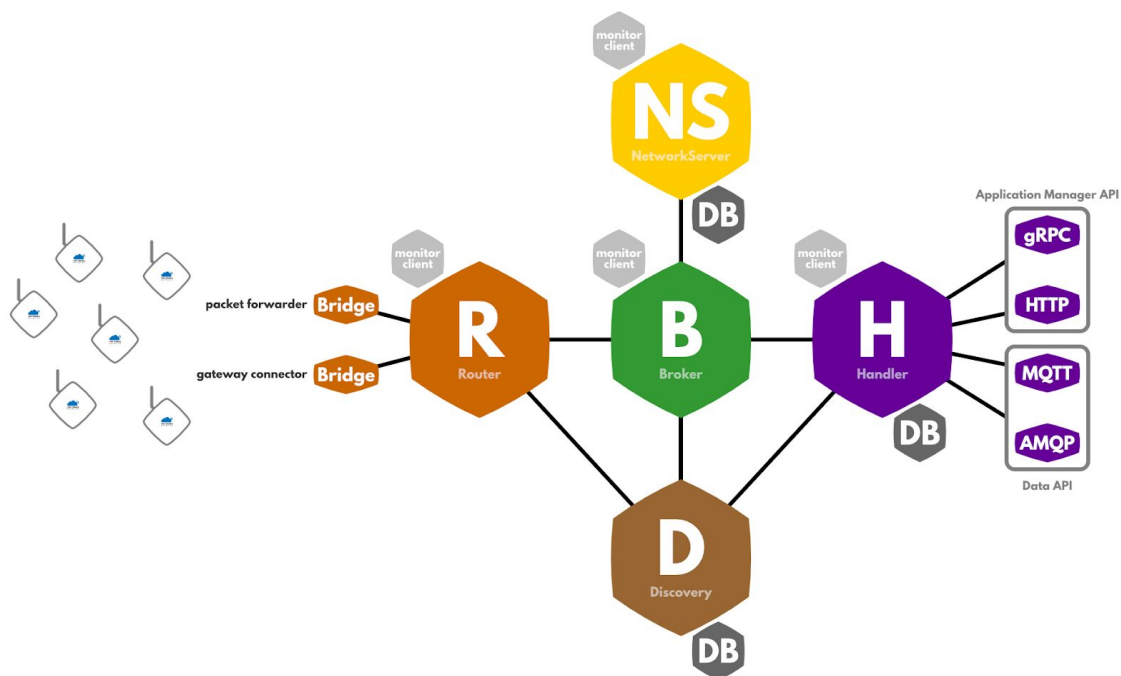 monitor
client
NS
NetworkServer
DB
Application Manager API
gRPC
HTTP
monitor
client
monitor
client
monitor
client
packet forwarder
Bridge
gateway connector
Bridge
R
Router
B
Broker
H
Handler
DB
MQTT
AMQP
Data API
D
Discovery
DB